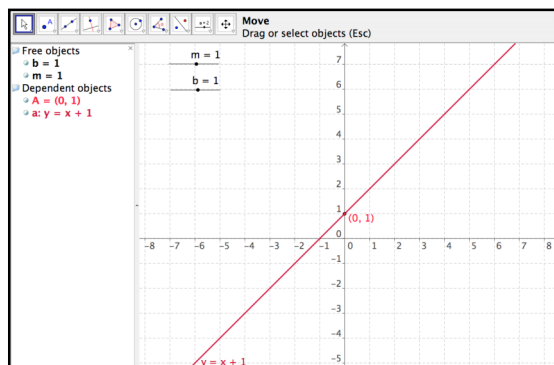 A
a=2
Move
Drag or select objects (Esc)
Free objects
b = 1
m = 1
Dependent objects
A = (0, 1)
a: y = x + 1
m = 1
b = 1
7
6
5
4
3
2
1
0
(0, 1)
-8 -7 -6 -5 -4 -3 -2 -1 0 1 2 3 4 5 6 7 8
-1
-2
-3
-4
-5
y = x + 1